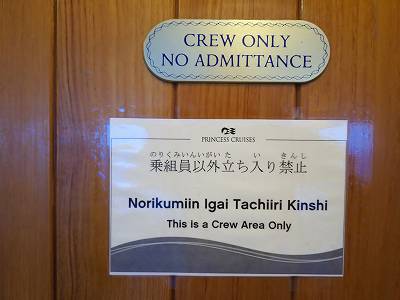 CREW ONLY
NO ADMITTANCE
PRINCESS CRUISES
のりくみいんいがいた い きんし
乗組員以外立ち入り禁止
Norikumiin Igai Tachiiri Kinshi
This is a Crew Area Only